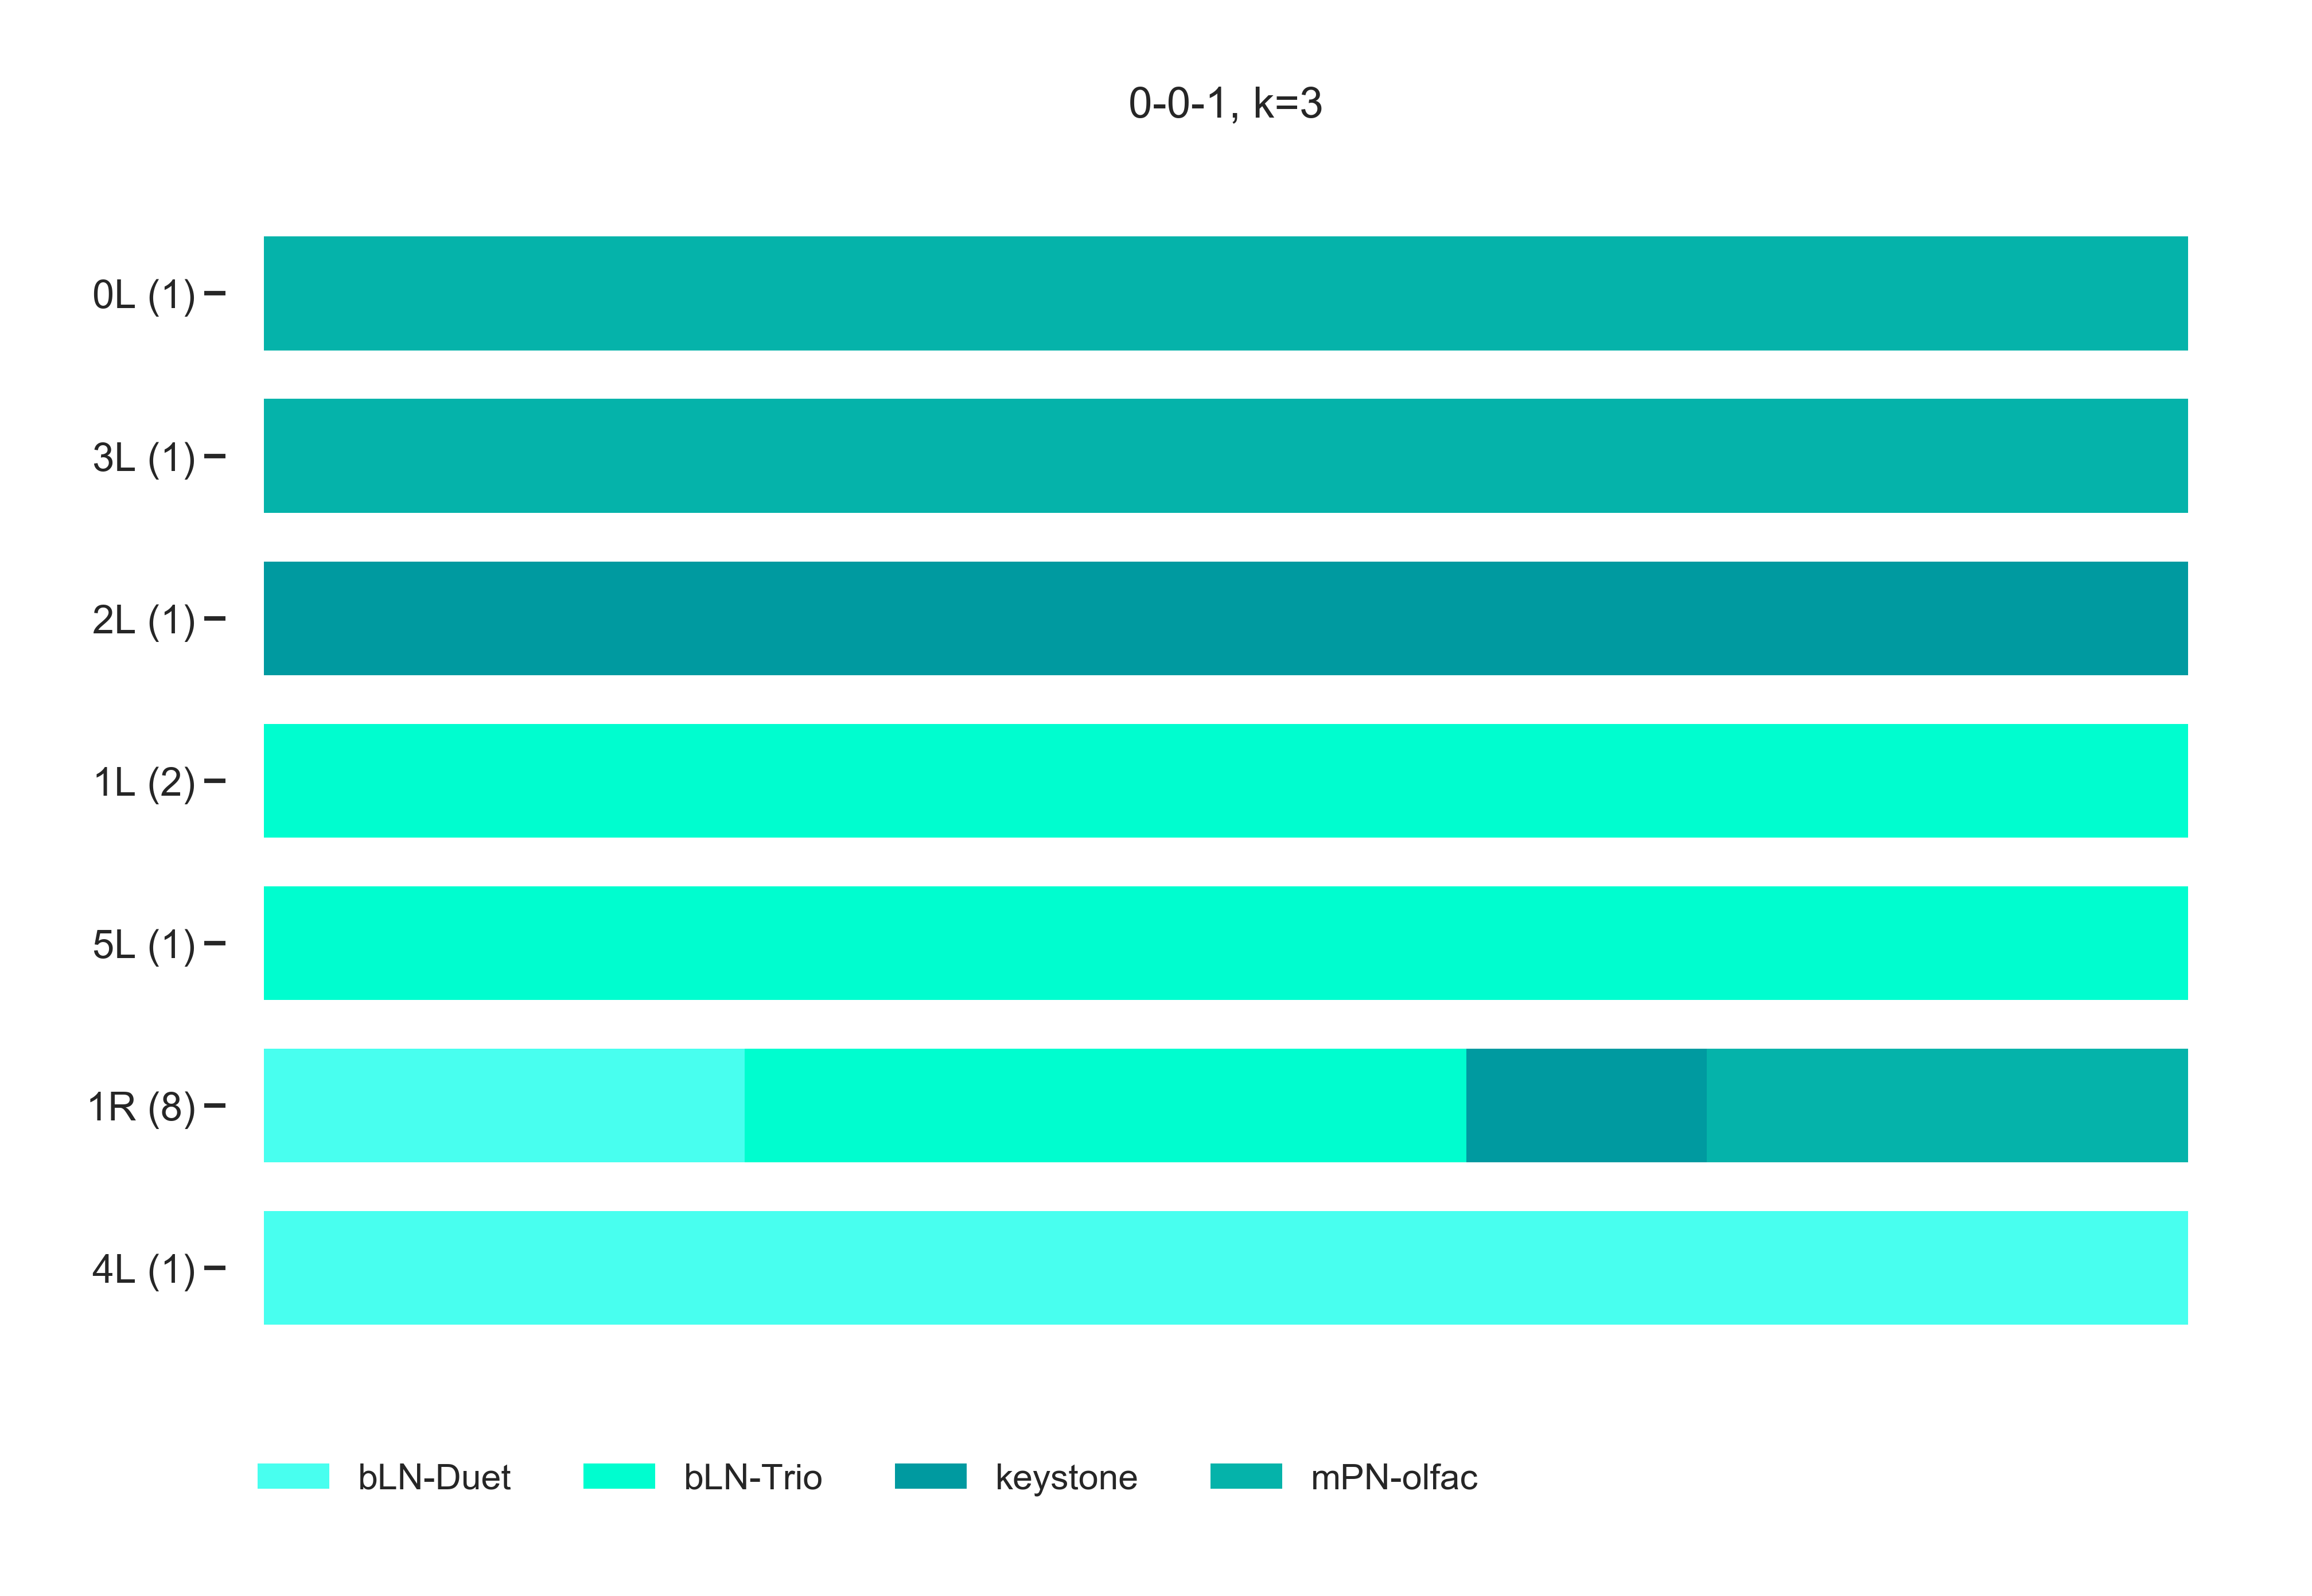 0-0-1, k=3
0L (1)
3L (1)
2L (1)
1L (2)
5L (1)
1R (8)
4L (1)
bLN-Duet bLN-Trio keystone mPN-olfac